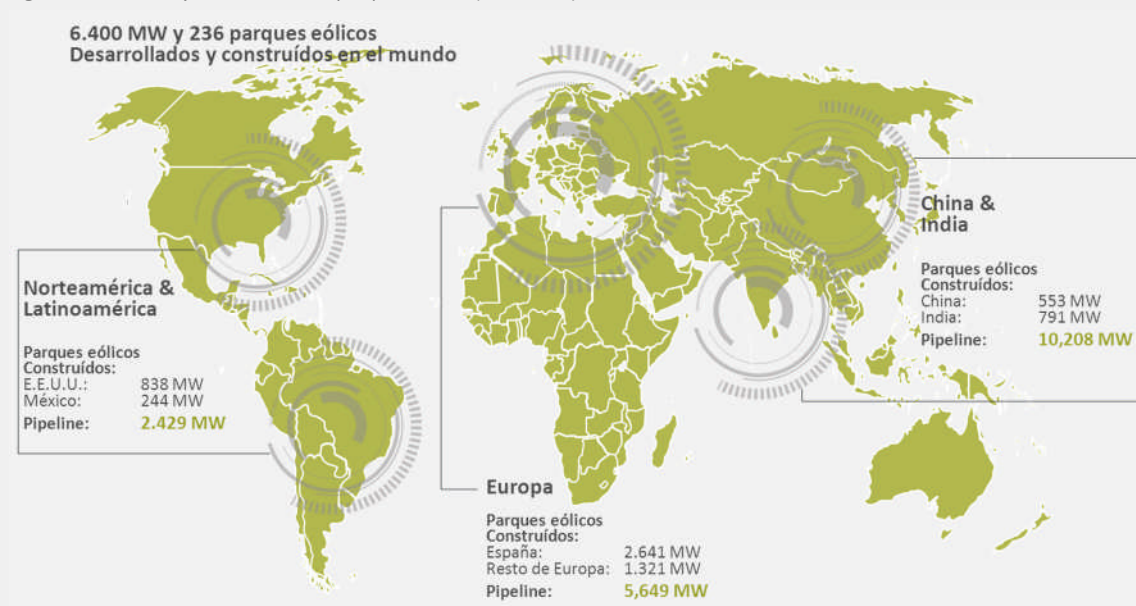 6.400 MW y 236 parques eólicos
Desarrollados y construídos en el mundo
Norteamérica &
Latinoamérica
Parques eólicos
Construídos:
E.E.U.U.: 838 MW
México: 244 MW
Pipeline: 2.429 MW
Europa
Parques eólicos
Construídos:
España: 2.641 MW
Resto de Europa: 1.321 MW
Pipeline: 5,649 MW
China &
India
Parques eólicos
Construídos:
China: 553 MW
India: 791 MW
Pipeline: 10,208 MW